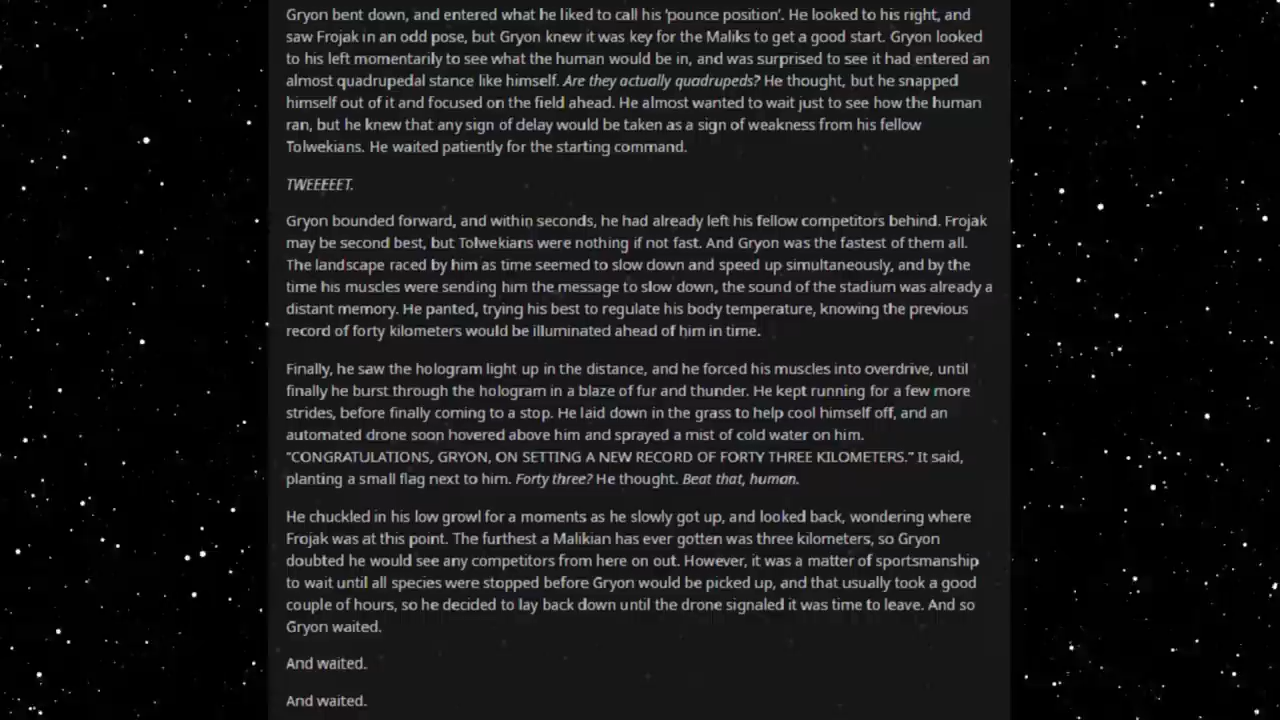 Gryon bent down, and entered what he liked to call his ‘pounce position’. He looked to his right, and
saw Frojak in an odd pose, but Gryon knew it was key for the Maliks to get a good start. Gryon looked
to his left momentarily to see what the human would be in, and was surprised to see it had entered an
almost quadrupedal stance like himself. Are they actually quadrupeds? He thought, but he snapped
himself out of it and focused on the field ahead. He almost wanted to wait just to see how the human
ran, but he knew that any sign of delay would be taken as a sign of weakness from his fellow
Tolwekians. He waited patiently for the starting command.
TWEEEEET.
Gryon bounded forward, and within seconds, he had already left his fellow competitors behind. Frojak
may be second best, but Tolwekians were nothing if not fast. And Gryon was the fastest of them all.
The landscape raced by him as time seemed to slow down and speed up simultaneously, and by the
time his muscles were sending him the message to slow down, the sound of the stadium was already a
distant memory. He panted, trying his best to regulate his body temperature, knowing the previous
record of forty kilometers would be illuminated ahead of him in time.
Finally, he saw the hologram light up in the distance, and he forced his muscles into overdrive, until
finally he burst through the hologram in a blaze of fur and thunder. He kept running for a few more
strides, before finally coming to a stop. He laid down in the grass to help cool himself off, and an
automated drone soon hovered above him and sprayed a mist of cold water on him.
“CONGRATULATIONS, GRYON, ON SETTING A NEW RECORD OF FORTY THREE KILOMETERS.” It said,
planting a small flag next to him. Forty three? He thought. Beat that, human.
He chuckled in his low growl for a moments as he slowly got up, and looked back, wondering where
Frojak was at this point. The furthest a Malikian has ever gotten was three kilometers, so Gryon
doubted he would see any competitors from here on out. However, it was a matter of sportsmanship
to wait until all species were stopped before Gryon would be picked up, and that usually took a good
couple of hours, so he decided to lay back down until the drone signaled it was time to leave. And so
Gryon waited.
And waited.
And waited.